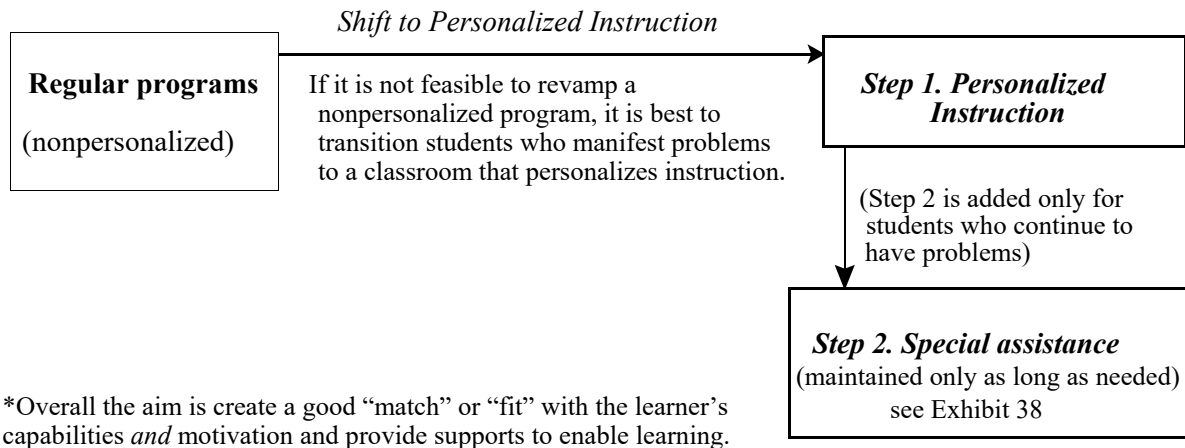 Shift to Personalized Instruction
Regular programs
(nonpersonalized)
If it is not feasible to revamp a
nonpersonalized program, it is best to
transition students who manifest problems
to a classroom that personalizes instruction.
Step 1. Personalized
Instruction
(Step 2 is added only for
students who continue to
have problems)
Step 2. Special assistance
(maintained only as long as needed)
see Exhibit 38
*Overall the aim is create a good “match” or “fit” with the learner’s
capabilities and motivation and provide supports to enable learning.